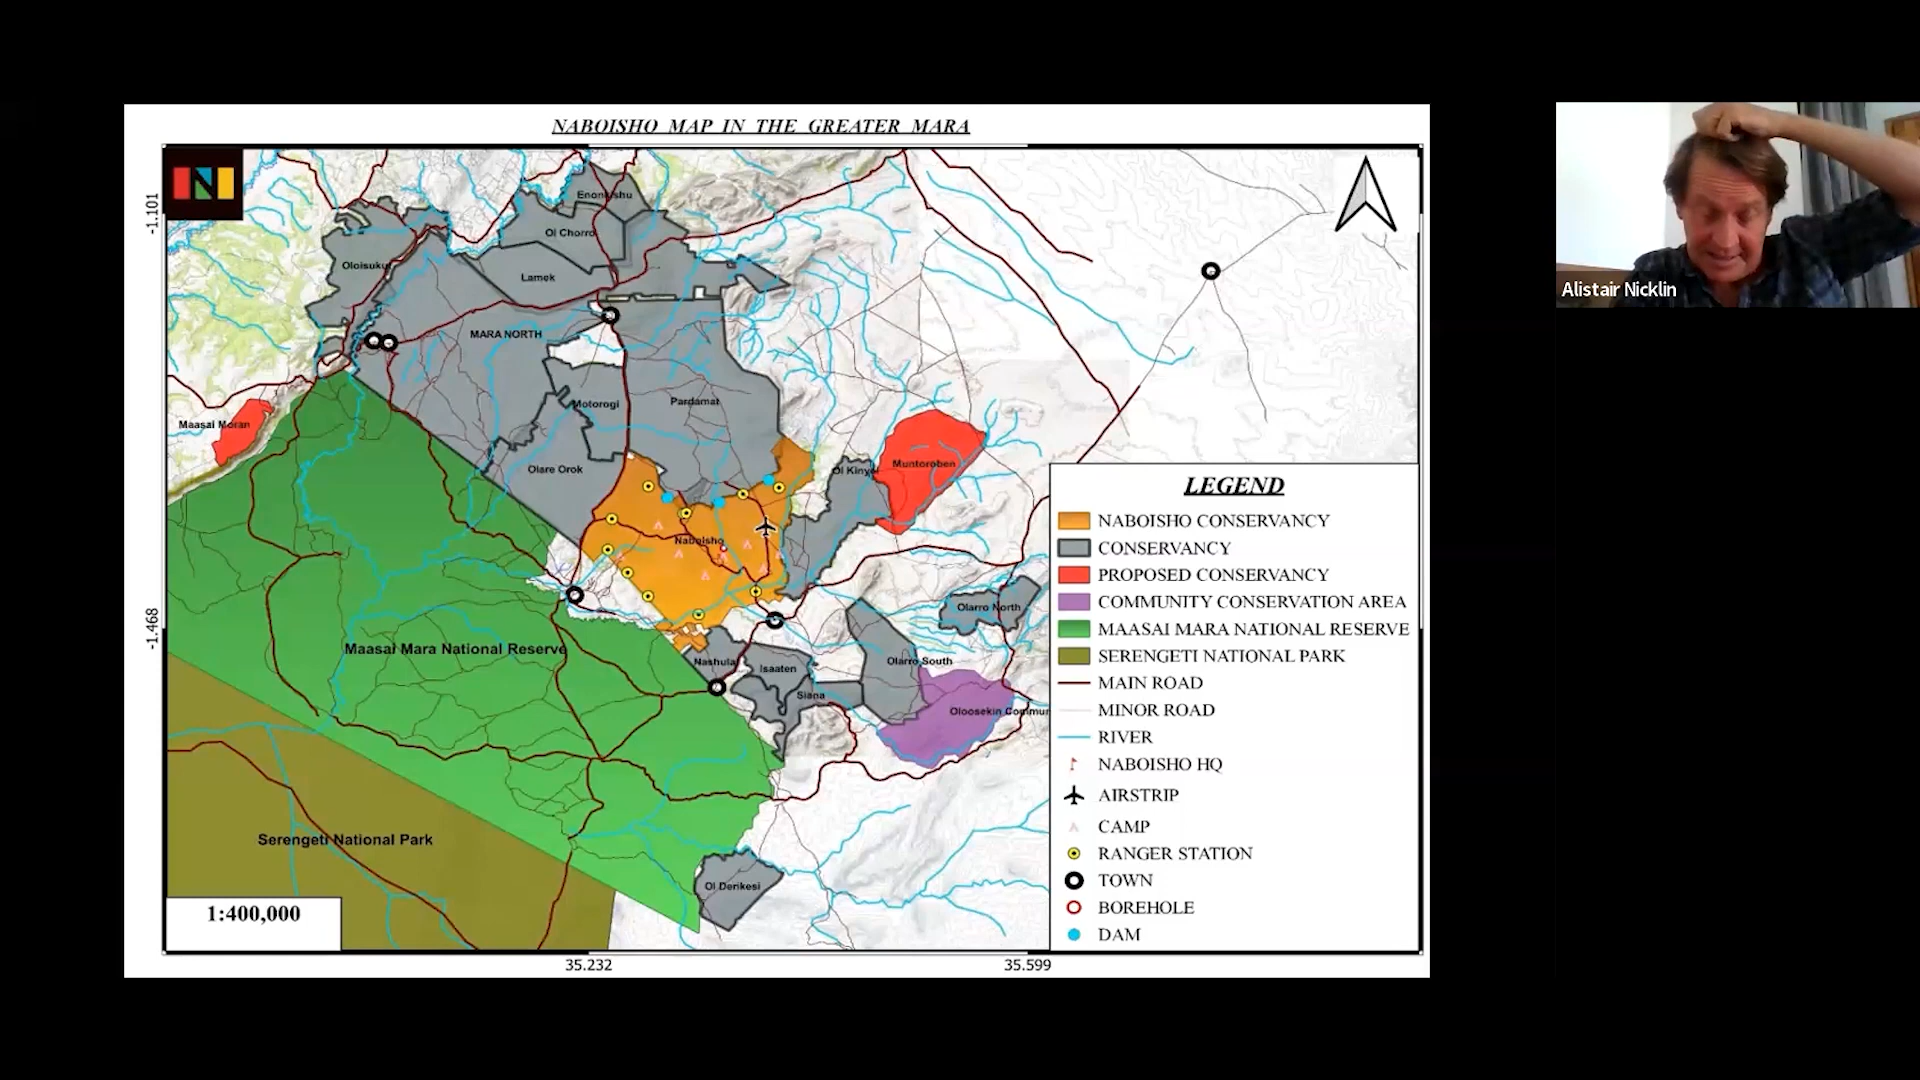 NABOISHO MAP IN THE GREATER MARA
N
-1.101
-1.468
Enonkishu
Ol Chorro
Oloisukut
Lamek
MARA NORTH
Motorogi
Pardamat
Maasai Moran
Olare Orok
Ol Kinyei
Muntoroben
Naboisho
Olarro North
Maasai Mara National Reserve
Nashulai
Isaaten
Olarro South
Siana
Oloosekin Commun
Serengeti National Park
Ol Derikesi
1:400,000
35.232
35.599
LEGEND
NABOISHO CONSERVANCY
CONSERVANCY
PROPOSED CONSERVANCY
COMMUNITY CONSERVATION AREA
MAASAI MARA NATIONAL RESERVE
SERENGETI NATIONAL PARK
MAIN ROAD
MINOR ROAD
RIVER
NABOISHO HQ
AIRSTRIP
CAMP
RANGER STATION
TOWN
BOREHOLE
DAM
Alistair Nicklin